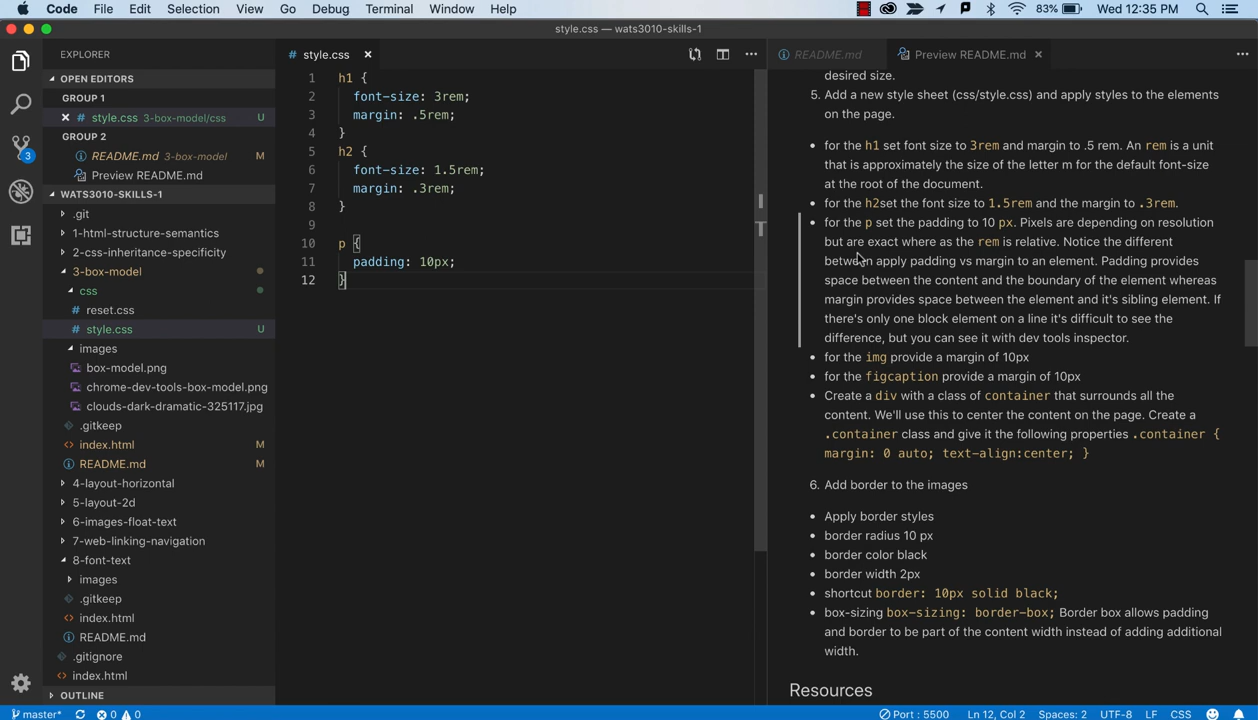 Code File Edit Selection View Go Debug Terminal Window Help 83% Wed 12:35 PM
style.css — wats3010-skills-1
EXPLORER
OPEN EDITORS
GROUP 1
style.css 3-box-model/css U
GROUP 2
README.md 3-box-model M
Preview README.md
WATS3010-SKILLS-1
.git
1-html-structure-semantics
2-css-inheritance-specificity
3-box-model
css
# reset.css
# style.css U
images
box-model.png
chrome-dev-tools-box-model.png
clouds-dark-dramatic-325117.jpg
.gitkeep
<> index.html M
README.md M
4-layout-horizontal
5-layout-2d
6-images-float-text
7-web-linking-navigation
8-font-text
images
.gitkeep
<> index.html
README.md
.gitignore
<> index.html
OUTLINE
3
# style.css ×
1 h1 {
2 font-size: 3rem;
3 margin: .5rem;
4 }
5 h2 {
6 font-size: 1.5rem;
7 margin: .3rem;
8 }
9
10 p {
11 padding: 10px;
12 }
README.md Preview README.md ×
desired size.
5. Add a new style sheet (css/style.css) and apply styles to the elements
on the page.
• for the h1 set font size to 3rem and margin to .5 rem. An rem is a unit
that is approximately the size of the letter m for the default font-size
at the root of the document.
• for the h2set the font size to 1.5rem and the margin to .3rem.
• for the p set the padding to 10 px. Pixels are depending on resolution
but are exact where as the rem is relative. Notice the different
between apply padding vs margin to an element. Padding provides
space between the content and the boundary of the element whereas
margin provides space between the element and it's sibling element. If
there's only one block element on a line it's difficult to see the
difference, but you can see it with dev tools inspector.
• for the img provide a margin of 10px
• for the figcaption provide a margin of 10px
• Create a div with a class of container that surrounds all the
content. We'll use this to center the content on the page. Create a
.container class and give it the following properties .container {
margin: 0 auto; text-align:center; }
6. Add border to the images
• Apply border styles
• border radius 10 px
• border color black
• border width 2px
• shortcut border: 10px solid black;
• box-sizing box-sizing: border-box; Border box allows padding
and border to be part of the content width instead of adding additional
width.
Resources
master* 0 0 Port : 5500 Ln 12, Col 2 Spaces: 2 UTF-8 LF CSS